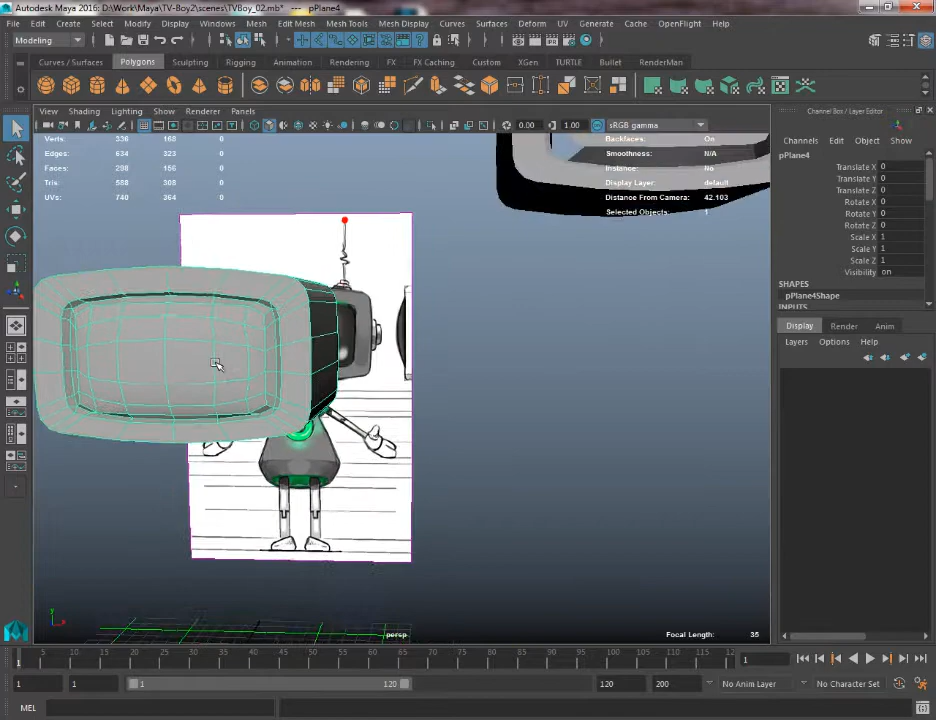 Autodesk Maya 2016: D:\Work\Maya\TV-Boy2\scenes\TVBoy_02.mb* --- pPlane4
File Edit Create Select Modify Display Windows Mesh Edit Mesh Mesh Tools Mesh Display Curves Surfaces Deform UV Generate Cache OpenFlight Help
Modeling
Curves / Surfaces Polygons Sculpting Rigging Animation Rendering FX FX Caching Custom XGen TURTLE Bullet RenderMan
View Shading Lighting Show Renderer Panels
0.00 1.00 sRGB gamma
Channel Box / Layer Editor
Channels Edit Object Show
Verts: 336 168 0
Edges: 634 323 0
Faces: 298 156 0
Tris: 588 308 0
UVs: 740 364 0
Backfaces: On
Smoothness: N/A
Instance: No
Display Layer: default
Distance From Camera: 42.103
Selected Objects: 1
pPlane4
Translate X 0
Translate Y 0
Translate Z 0
Rotate X 0
Rotate Y 0
Rotate Z 0
Scale X 1
Scale Y 1
Scale Z 1
Visibility on
SHAPES
pPlane4Shape
INPUTS
Display Render Anim
Layers Options Help
persp
Focal Length: 35
5 10 15 20 25 30 35 40 45 50 55 60 65 70 75 80 85 90 95 100 105 110 115 12
1
1
1 1 1 120 120 200 No Anim Layer No Character Set
MEL